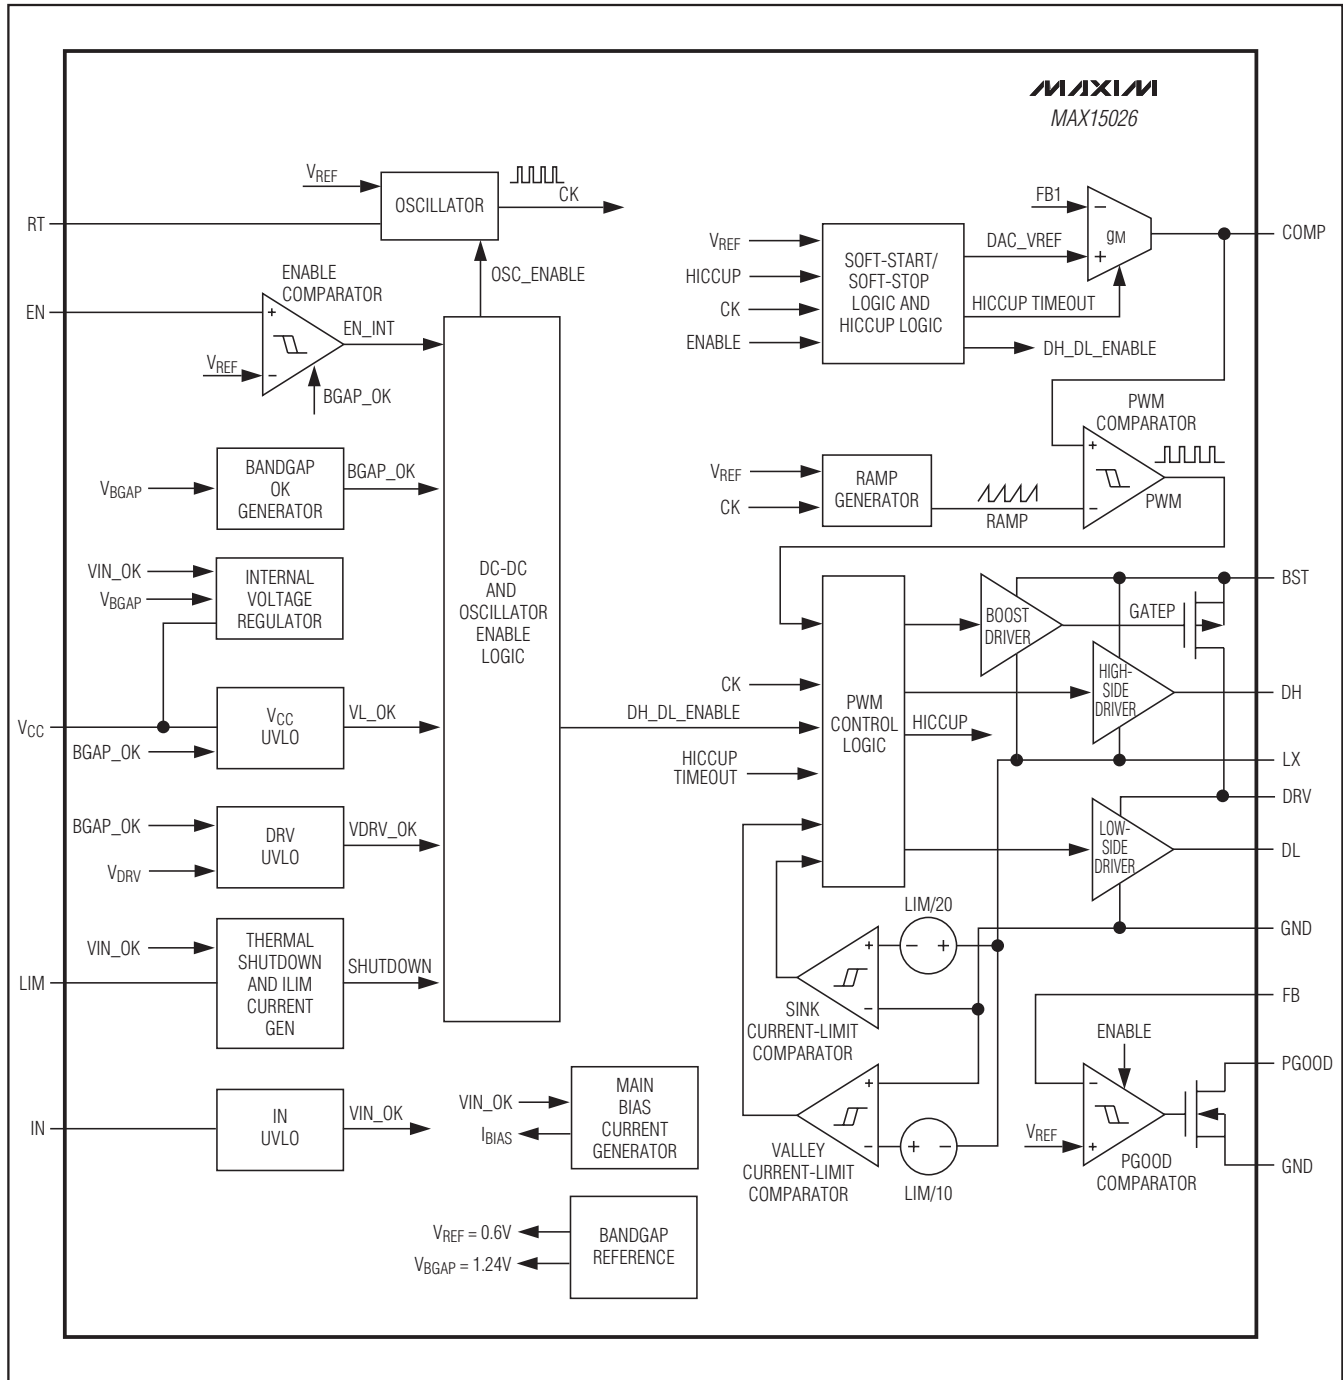 MAXIM
MAX15026
VREF
OSCILLATOR
CK
RT
OSC_ENABLE
ENABLE
COMPARATOR
EN
+
EN_INT
VREF
−
BGAP_OK
VBGAP
BANDGAP
OK
GENERATOR
BGAP_OK
VIN_OK
VBGAP
INTERNAL
VOLTAGE
REGULATOR
VCC
VCC
UVLO
VL_OK
BGAP_OK
BGAP_OK
VDRV
DRV
UVLO
VDRV_OK
VIN_OK
LIM
THERMAL
SHUTDOWN
AND ILIM
CURRENT
GEN
SHUTDOWN
IN
IN
UVLO
VIN_OK
DC-DC
AND
OSCILLATOR
ENABLE
LOGIC
VIN_OK
IBIAS
MAIN
BIAS
CURRENT
GENERATOR
VREF = 0.6V
VBGAP = 1.24V
BANDGAP
REFERENCE
VREF
HICCUP
CK
ENABLE
SOFT-START/
SOFT-STOP
LOGIC AND
HICCUP LOGIC
FB1
−
gM
+
DAC_VREF
HICCUP TIMEOUT
DH_DL_ENABLE
COMP
PWM
COMPARATOR
+
−
PWM
VREF
CK
RAMP
GENERATOR
RAMP
CK
DH_DL_ENABLE
HICCUP
TIMEOUT
PWM
CONTROL
LOGIC
HICCUP
BOOST
DRIVER
GATEP
BST
HIGH-
SIDE
DRIVER
DH
LX
DRV
LOW-
SIDE
DRIVER
DL
GND
LIM/20
+
− +
−
SINK
CURRENT-LIMIT
COMPARATOR
+
−
+ −
VALLEY
CURRENT-LIMIT
COMPARATOR
LIM/10
FB
ENABLE
−
VREF
+
PGOOD
COMPARATOR
PGOOD
GND